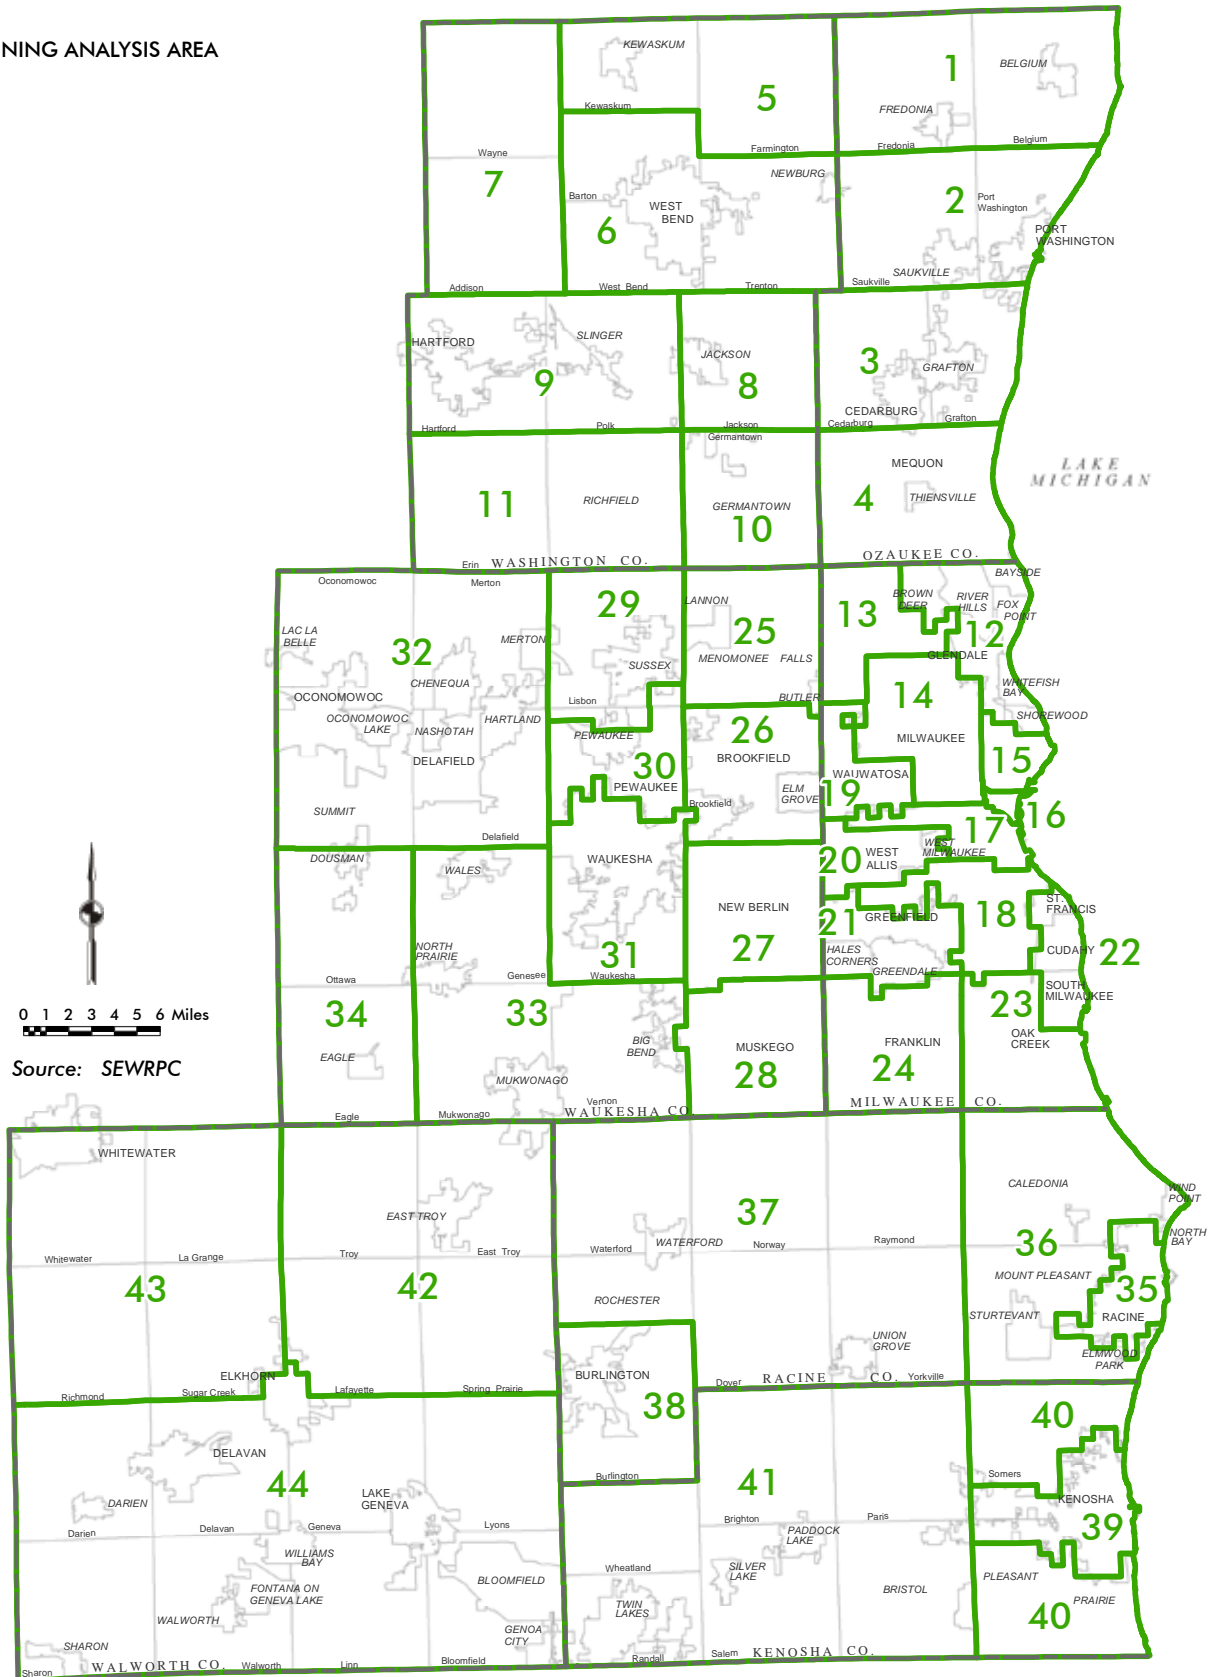 NING ANALYSIS AREA
KEWASKUM
BELGIUM
1
5
FREDONIA
Kewaskum
Farmington
Fredonia
Belgium
Wayne
7
NEWBURG
Barton
WEST
BEND
6
2
Port
Washington
PORT
WASHINGTON
SAUKVILLE
Addison
West Bend
Trenton
Saukville
HARTFORD
SLINGER
JACKSON
3
GRAFTON
9
8
CEDARBURG
Hartford
Polk
Jackson
Cedarburg
Grafton
Germantown
MEQUON
LAKE
MICHIGAN
11
RICHFIELD
GERMANTOWN
10
4
THIENSVILLE
Erin
WASHINGTON CO.
OZAUKEE CO.
Oconomowoc
Merton
29
LANNON
25
13
BROWN
DEER
RIVER
HILLS
BAYSIDE
FOX
POINT
12
LAC LA
BELLE
32
MERTON
SUSSEX
MENOMONEE FALLS
GLENDALE
CHENEQUA
OCONOMOWOC
Lisbon
BUTLER
14
WHITEFISH
BAY
OCONOMOWOC
LAKE
NASHOTAH
HARTLAND
PEWAUKEE
26
SHOREWOOD
MILWAUKEE
DELAFIELD
30
BROOKFIELD
15
PEWAUKEE
WAUWATOSA
ELM
GROVE
19
SUMMIT
Brookfield
16
17
Delafield
DOUSMAN
WALES
WAUKESHA
20
WEST
ALLIS
WEST
MILWAUKEE
NEW BERLIN
21
GREENFIELD
18
ST.
FRANCIS
NORTH
PRAIRIE
31
27
HALES
CORNERS
GREENDALE
CUDAHY
22
Ottawa
Genesee
Waukesha
SOUTH
MILWAUKEE
34
33
23
0 1 2 3 4 5 6 Miles
EAGLE
BIG
BEND
MUSKEGO
28
FRANKLIN
24
OAK
CREEK
Source: SEWRPC
MUKWONAGO
Vernon
Eagle
Mukwonago
WAUKESHA CO
MILWAUKEE CO.
WHITEWATER
CALEDONIA
WIND
POINT
EAST TROY
37
Whitewater
La Grange
Troy
East Troy
Waterford
WATERFORD
Norway
Raymond
36
NORTH
BAY
43
42
MOUNT PLEASANT
35
ROCHESTER
STURTEVANT
RACINE
UNION
GROVE
ELMWOOD
PARK
ELKHORN
BURLINGTON
Richmond
Sugar Creek
Lafayette
Spring Prairie
Dover
RACINE CO.
Yorkville
38
40
DELAVAN
44
LAKE
GENEVA
Burlington
41
Somers
DARIEN
KENOSHA
39
Darien
Delavan
Geneva
Lyons
Brighton
Paris
PADDOCK
LAKE
WILLIAMS
BAY
BLOOMFIELD
Wheatland
SILVER
LAKE
FONTANA ON
GENEVA LAKE
BRISTOL
PLEASANT
PRAIRIE
40
WALWORTH
TWIN
LAKES
SHARON
GENOA
CITY
Sharon
WALWORTH CO.
Walworth
Linn
Bloomfield
Randall
Salem
KENOSHA CO.